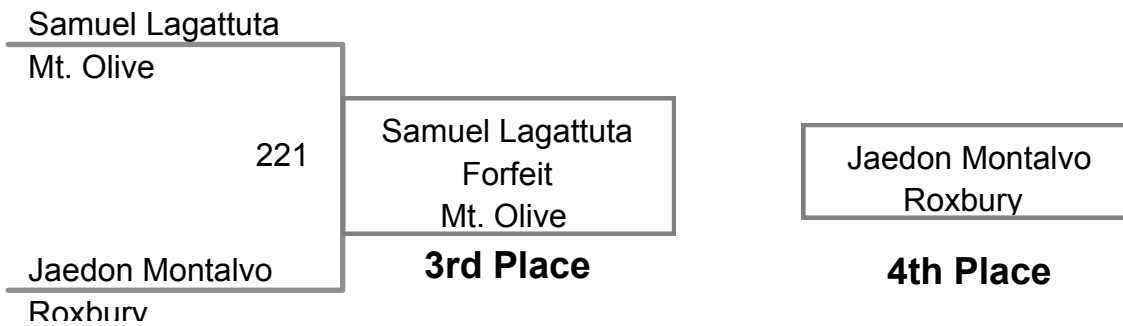 Samuel Lagattuta
Mt. Olive
221
Jaedon Montalvo
Roxbury
Samuel Lagattuta
Forfeit
Mt. Olive
3rd Place
Jaedon Montalvo
Roxbury
4th Place